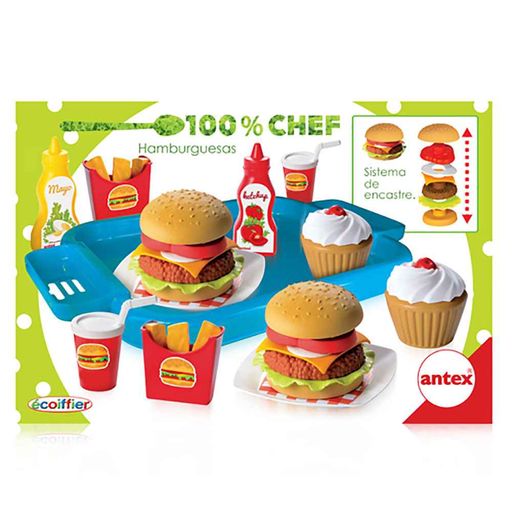 100% CHEF
Hamburguesas
Sistema
de
encastre.
Mayo
ketchup
écoiffier
antex